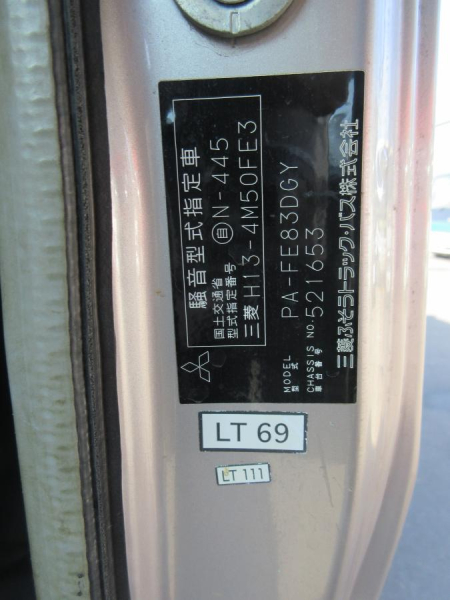 騒音型式指定車
国土交通省
型式指定番号
自N-445
三菱 H13-4M50FE3
MODEL
型式
PA-FE83DGY
CHASSIS NO.
車台番号
521653
三菱ふそうトラック・バス株式会社
LT 69
LT 111